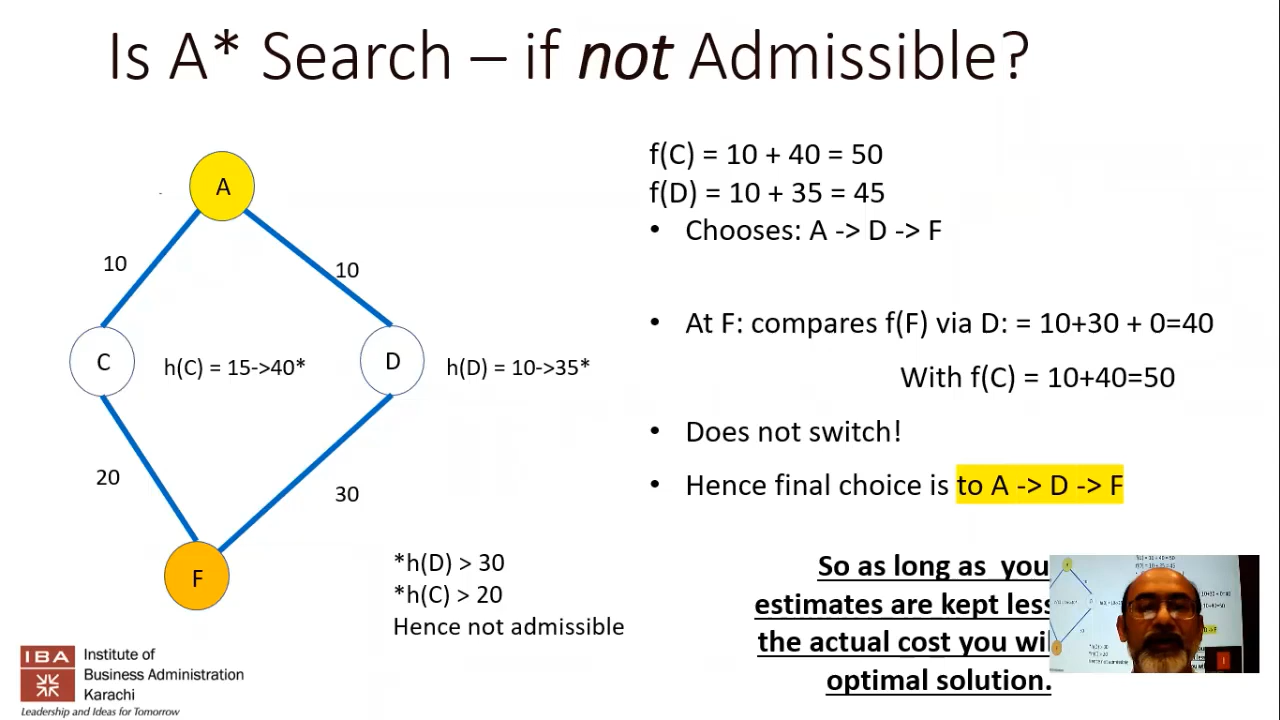 Is A* Search – if not Admissible?
A
10
10
C
h(C) = 15->40*
D
h(D) = 10->35*
20
30
F
*h(D) > 30
*h(C) > 20
Hence not admissible
f(C) = 10 + 40 = 50
f(D) = 10 + 35 = 45
• Chooses: A -> D -> F
• At F: compares f(F) via D: = 10+30 + 0=40
With f(C) = 10+40=50
• Does not switch!
• Hence final choice is to A -> D -> F
So as long as you
estimates are kept less
the actual cost you wil
optimal solution.
IBA
Institute of
Business Administration
Karachi
Leadership and Ideas for Tomorrow